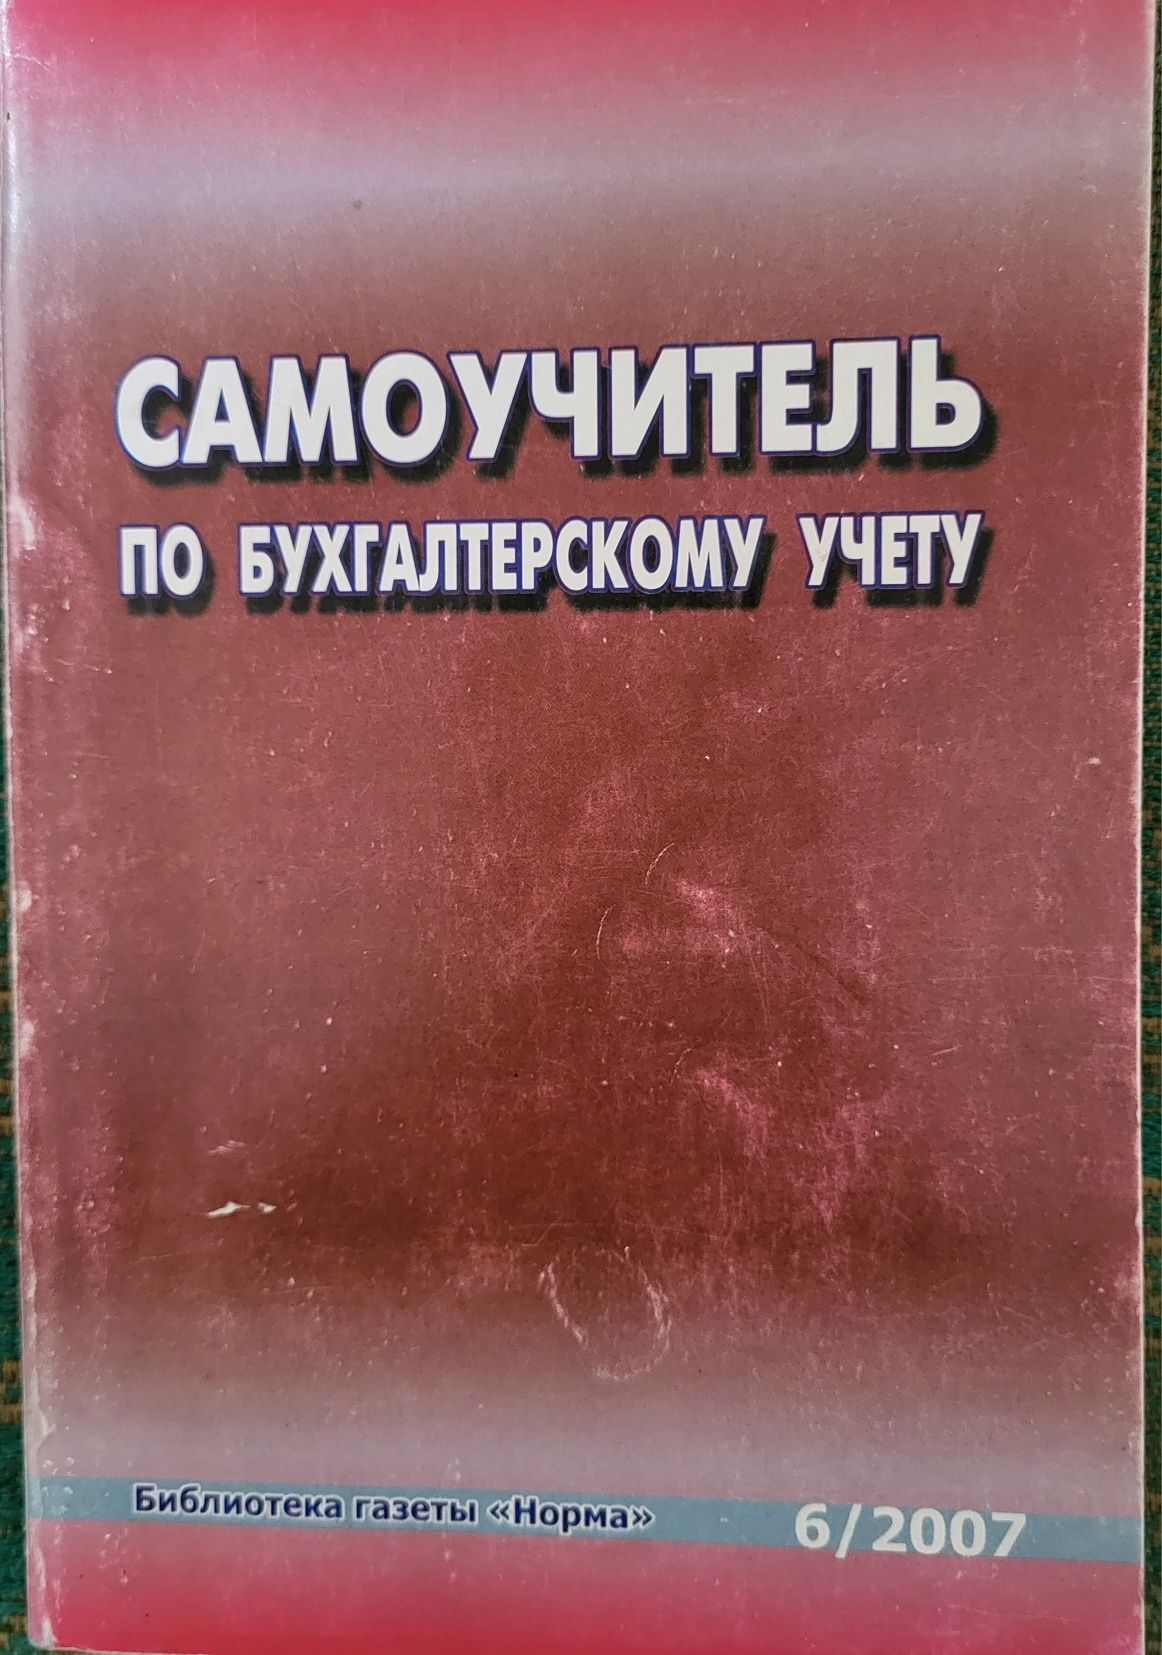 САМОУЧИТЕЛЬ
ПО БУХГАЛТЕРСКОМУ УЧЕТУ
Библиотека газеты «Норма» 6/2007